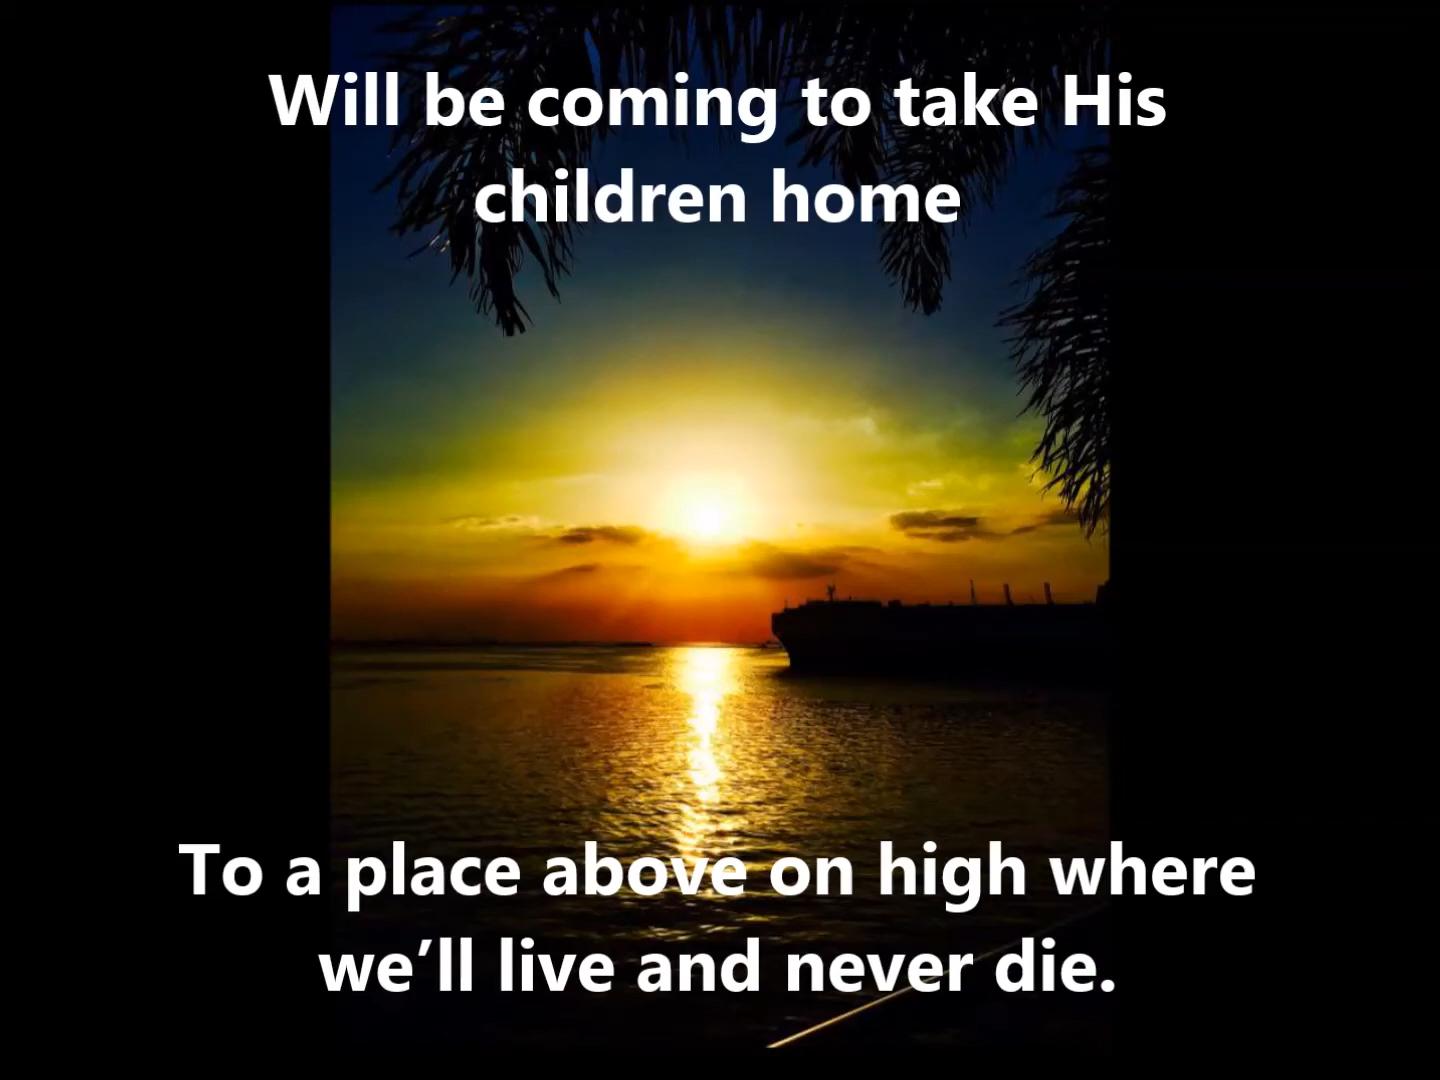 Will be coming to take His
children home
To a place above on high where
we’ll live and never die.